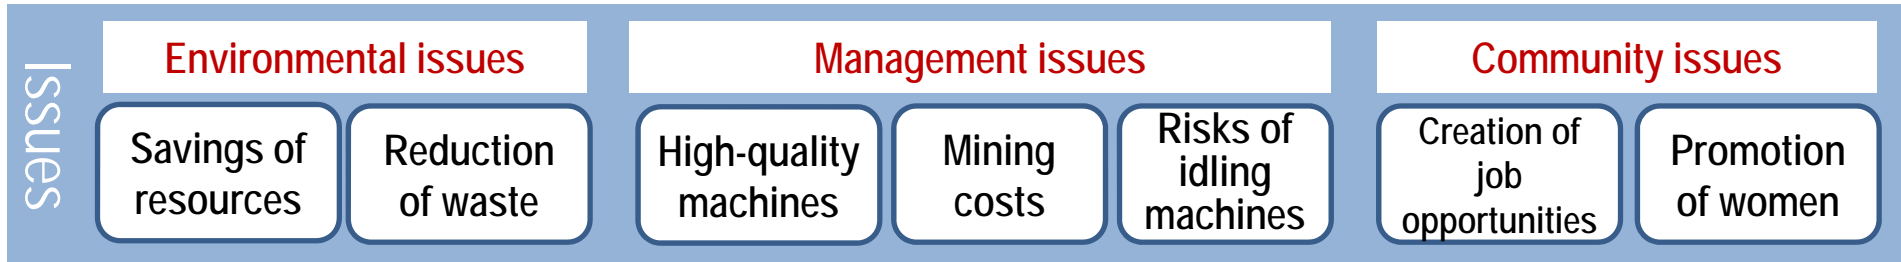 Issues
Environmental issues
Savings of
resources
Reduction
of waste
Management issues
High-quality
machines
Mining
costs
Risks of
idling
machines
Community issues
Creation of
job
opportunities
Promotion
of women